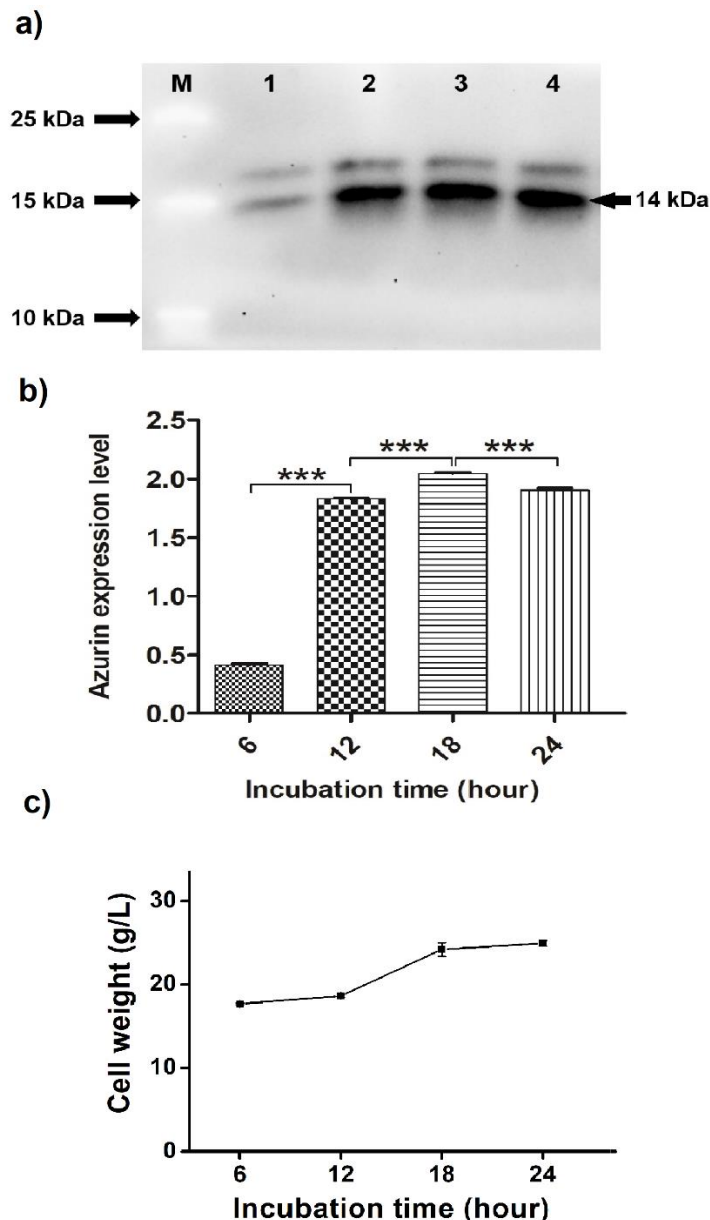 a)
M 1 2 3 4
25 kDa
15 kDa
14 kDa
10 kDa
b)
Azurin expression level
2.5
2.0
1.5
1.0
0.5
0.0
*** *** ***
6 12 18 24
Incubation time (hour)
c)
Cell weight (g/L)
30
20
10
0
6 12 18 24
Incubation time (hour)